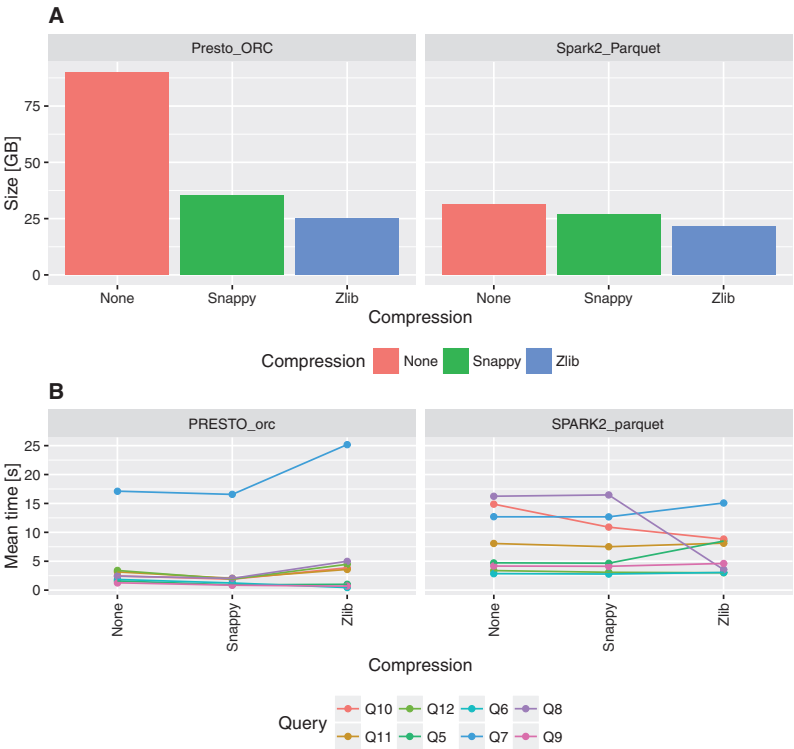 A
Presto_ORC Spark2_Parquet
Size [GB]
75
50
25
0
None Snappy Zlib None Snappy Zlib
Compression
Compression None Snappy Zlib
B
PRESTO_orc SPARK2_parquet
Mean time [s]
25
20
15
10
5
0
None Snappy Zlib None Snappy Zlib
Compression
Query
Q10 Q12 Q6 Q8
Q11 Q5 Q7 Q9